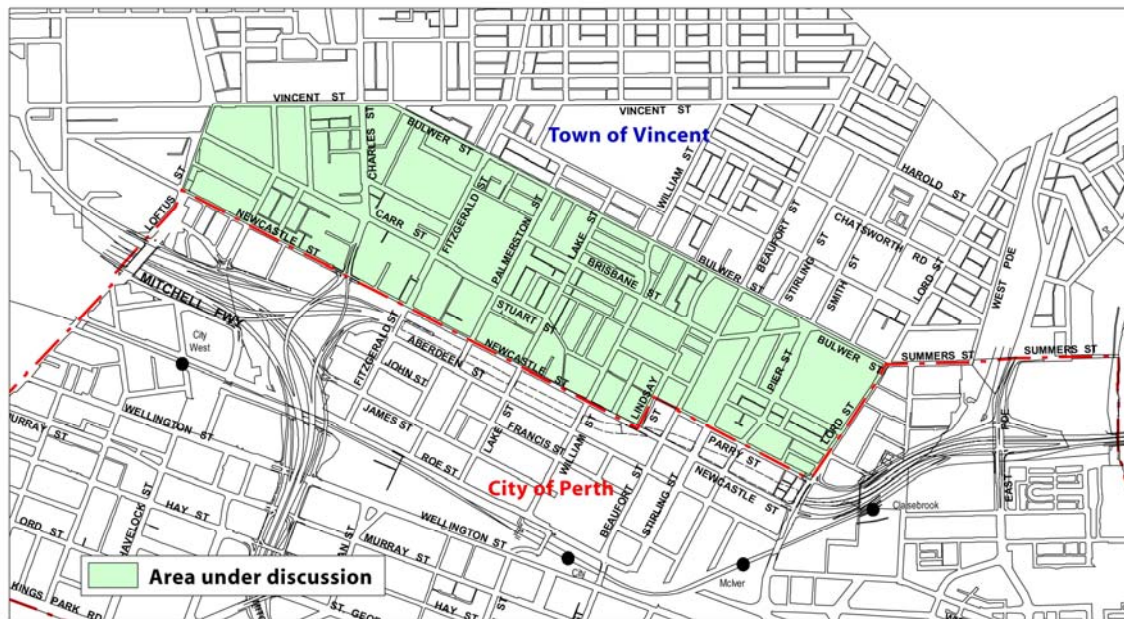 VINCENT ST
VINCENT ST
CHARLES ST
BULWER ST
Town of Vincent
WILLIAM ST
HAROLD ST
LOFTUS ST
NEWCASTLE ST
CARR ST
FITZGERALD ST
PALMERSTON ST
LAKE ST
BRISBANE ST
BULWER ST
BEAUFORT ST
STIRLING ST
SMITH ST
CHATSWORTH RD
LORD ST
WEST PDE
MITCHELL FWY
City West
STUART ST
NEWCASTLE ST
FITZGERALD ST
ABERDEEN ST
JOHN ST
JAMES ST
ROE ST
LAKE ST
FRANCIS ST
WILLIAM ST
LINDSAY ST
PIER ST
BULWER ST
SUMMERS ST
SUMMERS ST
LORD ST
PARRY ST
NEWCASTLE ST
BEAUFORT ST
STIRLING ST
City of Perth
EAST PDE
Claisebrook
WELLINGTON ST
MURRAY ST
HAVELOCK ST
HAY ST
ORD ST
KINGS PARK RD
WELLINGTON ST
MURRAY ST
City
McIver
HAY ST
Area under discussion